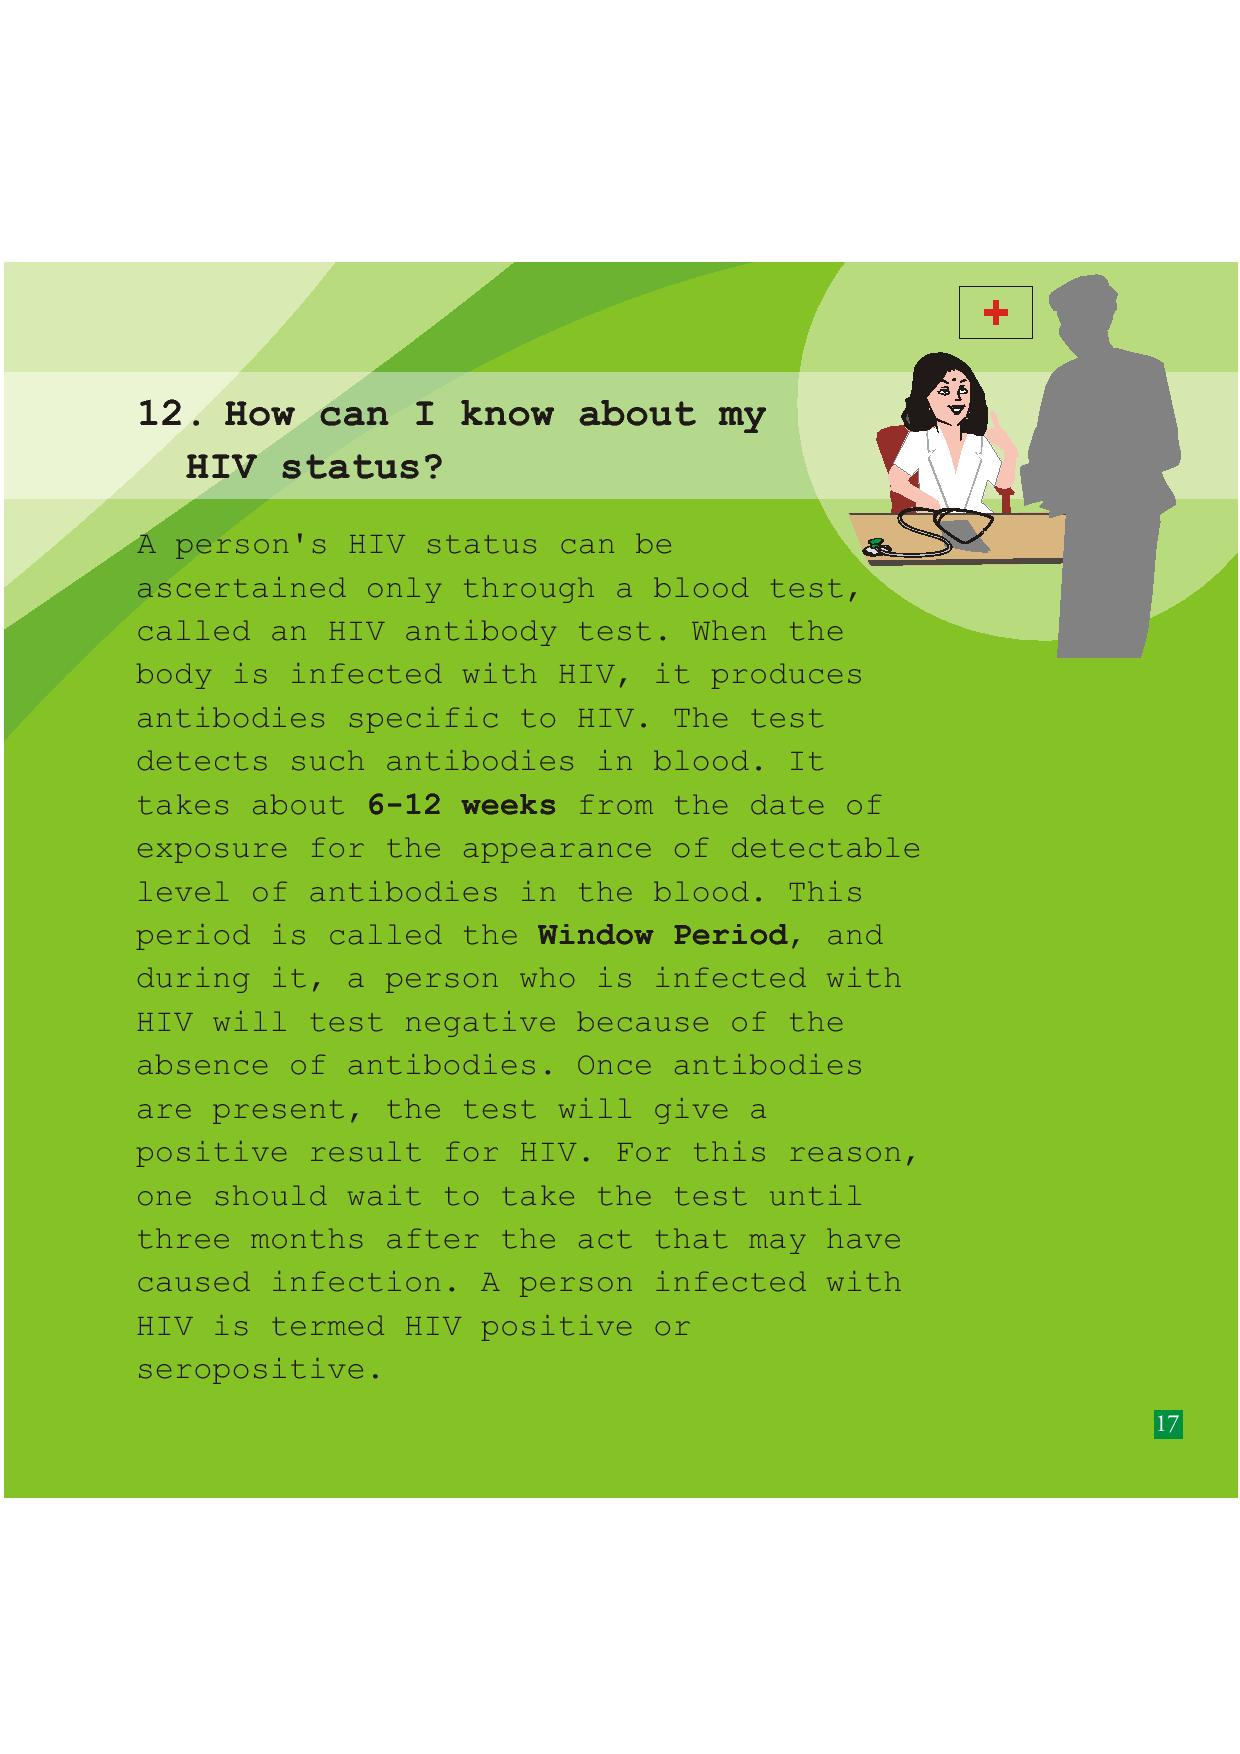 12. How can I know about my
HIV status?
A person's HIV status can be
ascertained only through a blood test,
called an HIV antibody test. When the
body is infected with HIV, it produces
antibodies specific to HIV. The test
detects such antibodies in blood. It
takes about 6-12 weeks from the date of
exposure for the appearance of detectable
level of antibodies in the blood. This
period is called the Window Period, and
during it, a person who is infected with
HIV will test negative because of the
absence of antibodies. Once antibodies
are present, the test will give a
positive result for HIV. For this reason,
one should wait to take the test until
three months after the act that may have
caused infection. A person infected with
HIV is termed HIV positive or
seropositive.
17